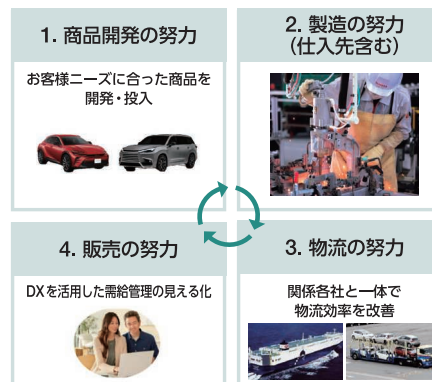 1. 商品開発の努力
お客様ニーズに合った商品を
開発・投入
2. 製造の努力
(仕入先含む)
3. 物流の努力
関係各社と一体で
物流効率を改善
4. 販売の努力
DXを活用した需給管理の見える化